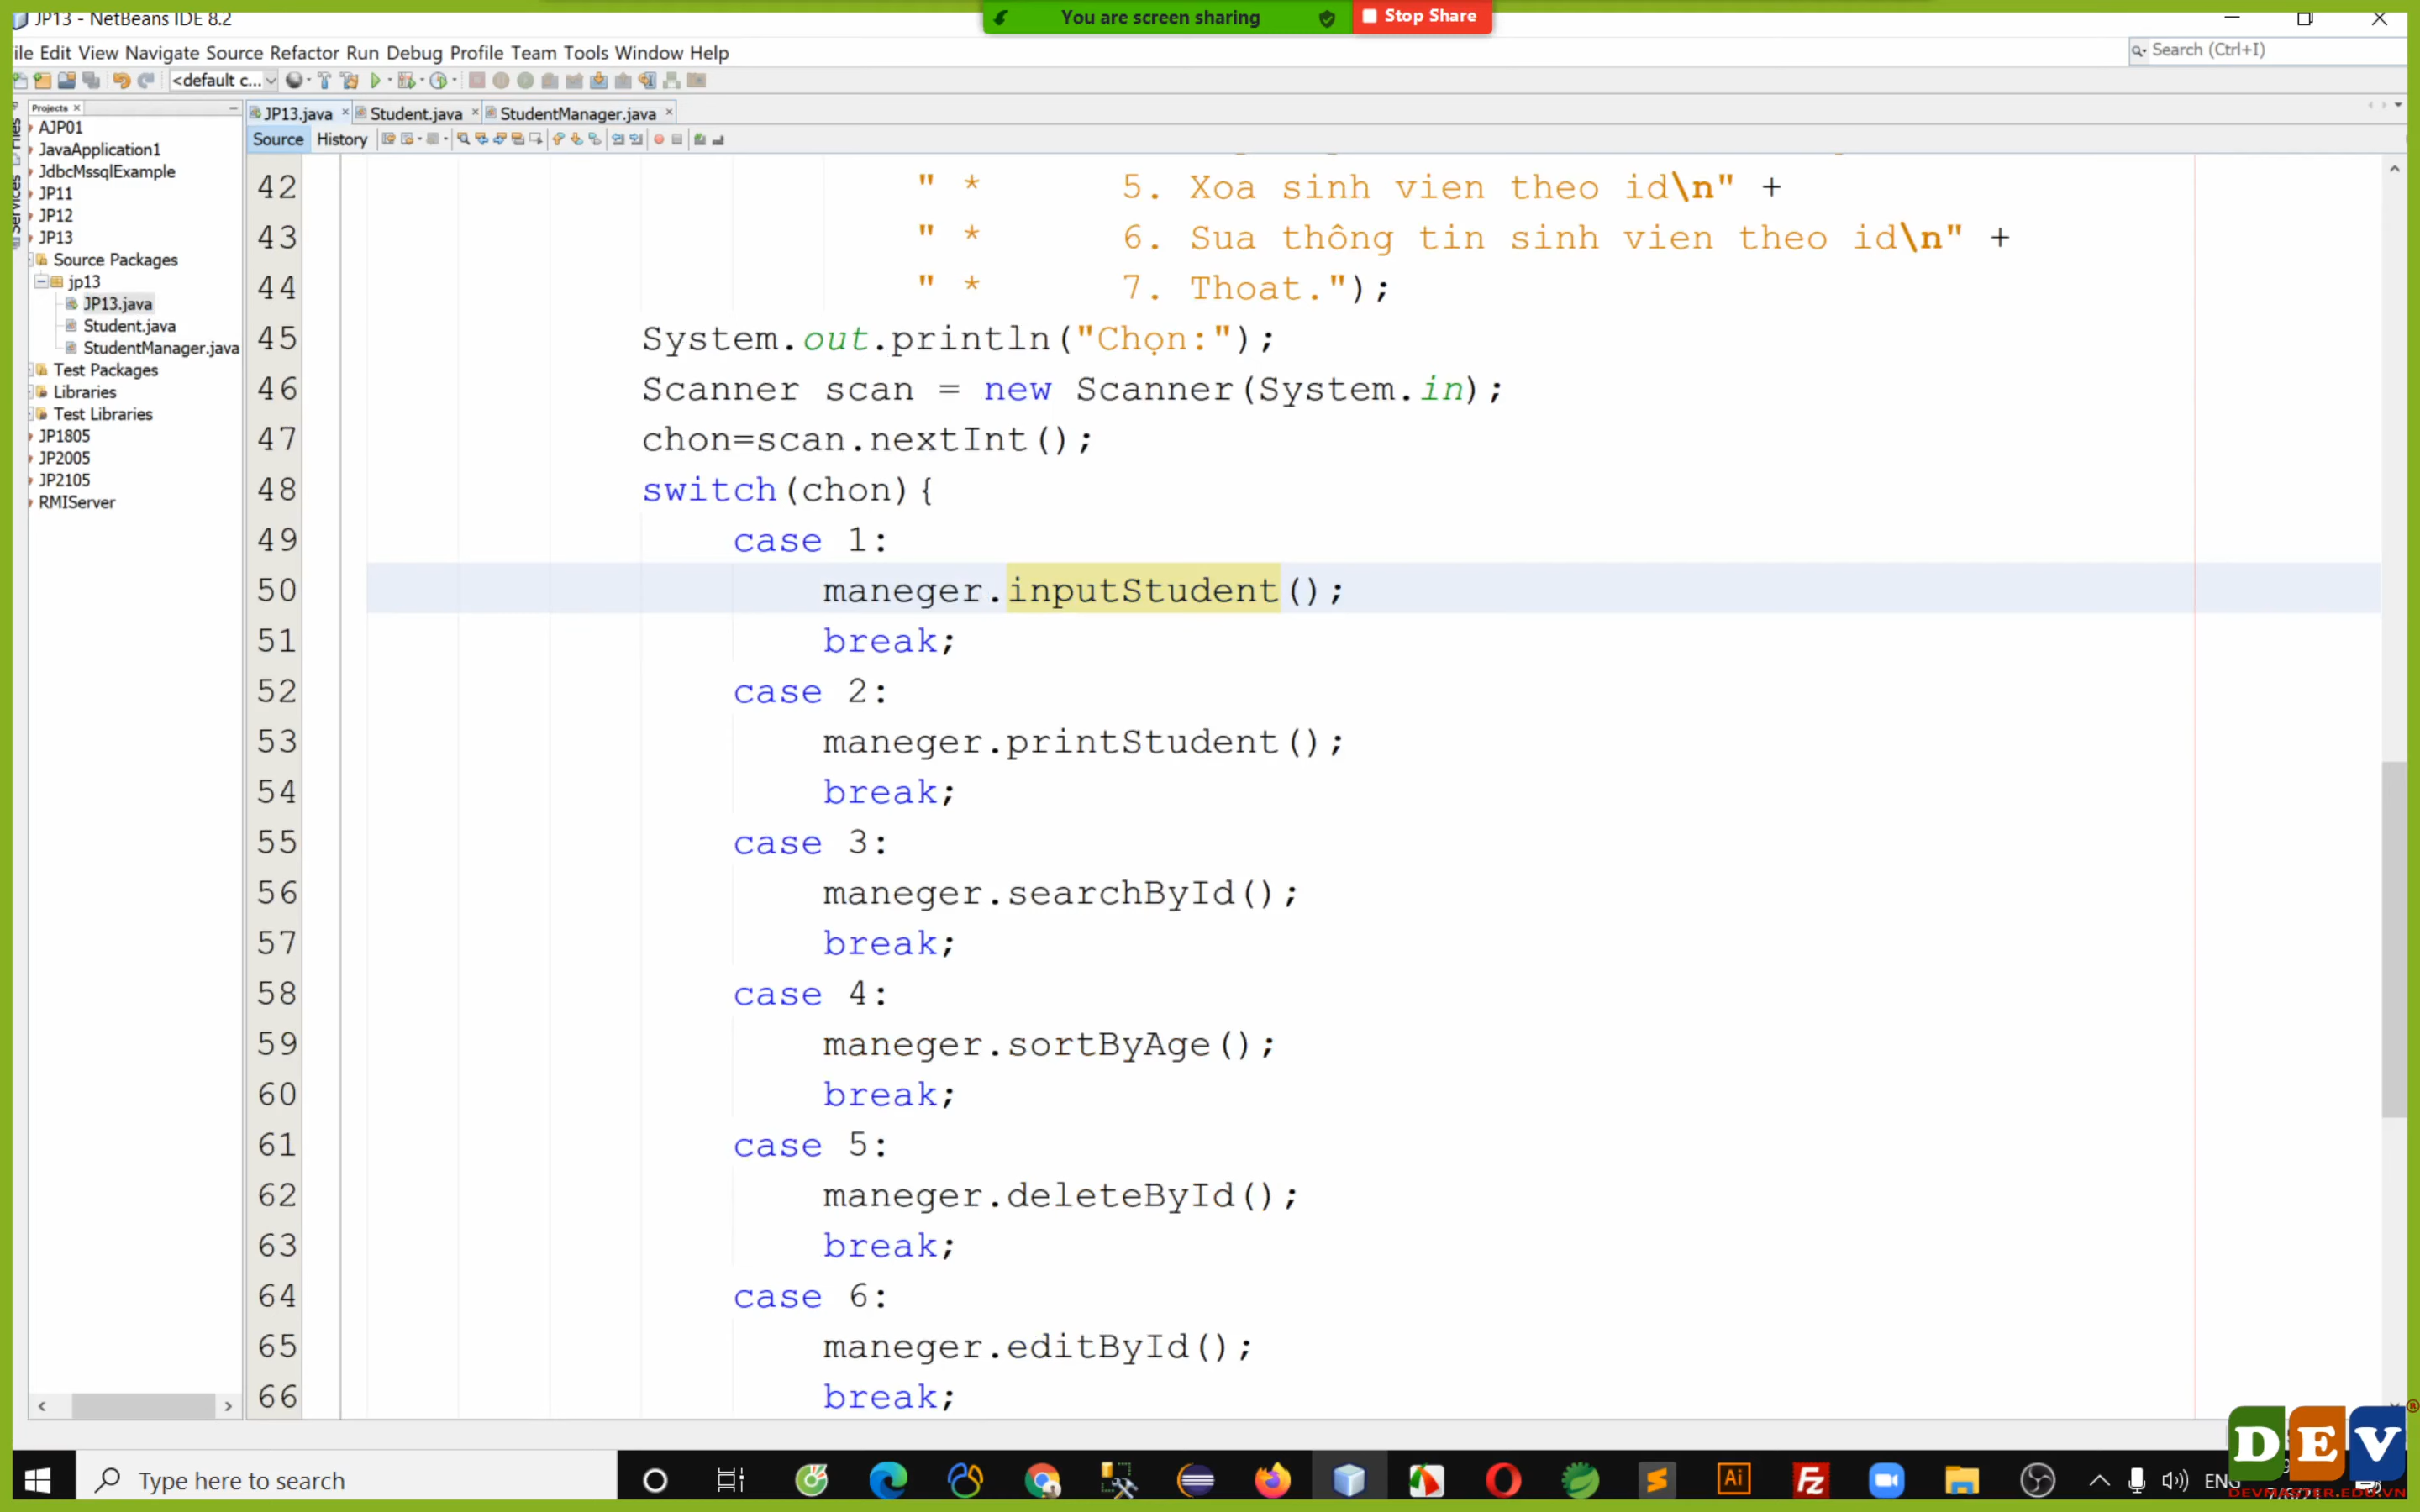 JP13 - NetBeans IDE 8.2
You are screen sharing
Stop Share
ile Edit View Navigate Source Refactor Run Debug Profile Team Tools Window Help
Search (Ctrl+I)
<default c...
Projects
Files
Services
AJP01
JavaApplication1
JdbcMssqlExample
JP11
JP12
JP13
Source Packages
jp13
JP13.java
Student.java
StudentManager.java
Test Packages
Libraries
Test Libraries
JP1805
JP2005
JP2105
RMIServer
JP13.java Student.java StudentManager.java
Source History
42 " * 5. Xoa sinh vien theo id\n" +
43 " * 6. Sua thông tin sinh vien theo id\n" +
44 " * 7. Thoat.");
45 System.out.println("Chọn:");
46 Scanner scan = new Scanner(System.in);
47 chon=scan.nextInt();
48 switch(chon){
49 case 1:
50 maneger.inputStudent();
51 break;
52 case 2:
53 maneger.printStudent();
54 break;
55 case 3:
56 maneger.searchById();
57 break;
58 case 4:
59 maneger.sortByAge();
60 break;
61 case 5:
62 maneger.deleteById();
63 break;
64 case 6:
65 maneger.editById();
66 break;
Type here to search
Ai
Fz
ENG
DEV
DEVMASTER.EDU.VN